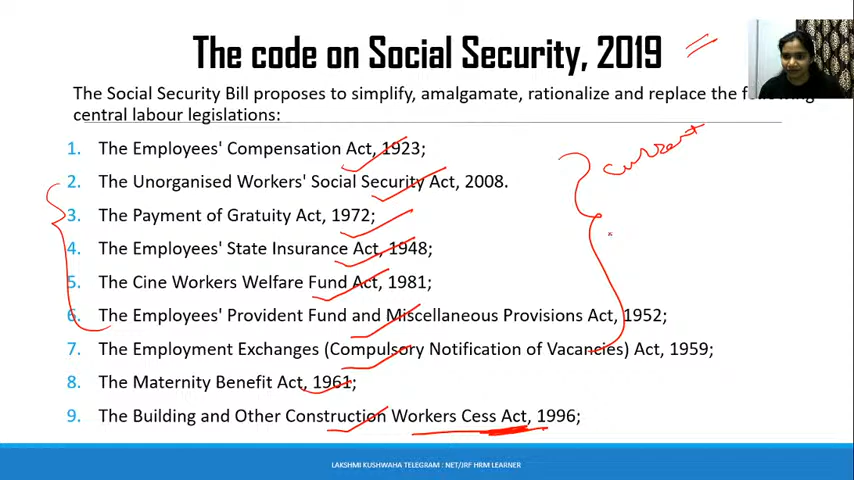 The code on Social Security, 2019
The Social Security Bill proposes to simplify, amalgamate, rationalize and replace the following
central labour legislations:
1. The Employees' Compensation Act, 1923;
current
2. The Unorganised Workers' Social Security Act, 2008.
3. The Payment of Gratuity Act, 1972;
4. The Employees' State Insurance Act, 1948;
5. The Cine Workers Welfare Fund Act, 1981;
6. The Employees' Provident Fund and Miscellaneous Provisions Act, 1952;
7. The Employment Exchanges (Compulsory Notification of Vacancies) Act, 1959;
8. The Maternity Benefit Act, 1961;
9. The Building and Other Construction Workers Cess Act, 1996;
LAKSHMI KUSHWAHA TELEGRAM : NET/JRF HRM LEARNER